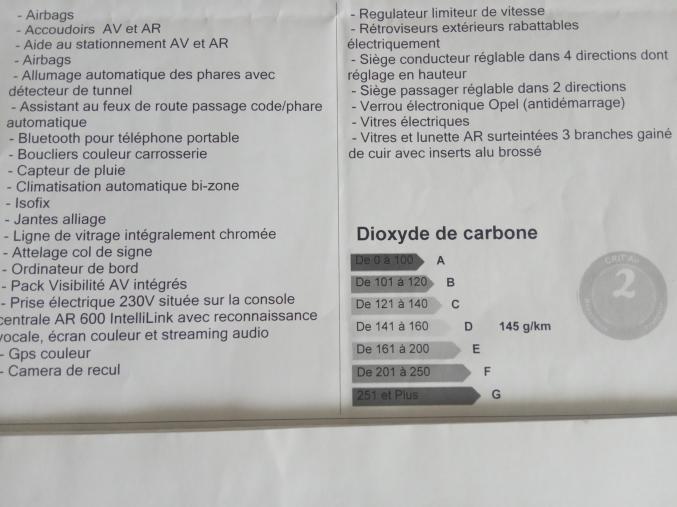 - Airbags
- Accoudoirs AV et AR
- Aide au stationnement AV et AR
- Airbags
- Allumage automatique des phares avec
détecteur de tunnel
- Assistant au feux de route passage code/phare
automatique
- Bluetooth pour téléphone portable
- Boucliers couleur carrosserie
- Capteur de pluie
- Climatisation automatique bi-zone
- Isofix
- Jantes alliage
- Ligne de vitrage intégralement chromée
- Attelage col de signe
- Ordinateur de bord
- Pack Visibilité AV intégrés
- Prise électrique 230V située sur la console
centrale AR 600 IntelliLink avec reconnaissance
vocale, écran couleur et streaming audio
- Gps couleur
- Camera de recul
- Regulateur limiteur de vitesse
- Rétroviseurs extérieurs rabattables
électriquement
- Siège conducteur réglable dans 4 directions dont
réglage en hauteur
- Siège passager réglable dans 2 directions
- Verrou électronique Opel (antidémarrage)
- Vitres électriques
- Vitres et lunette AR surteintées 3 branches gainé
de cuir avec inserts alu brossé
Dioxyde de carbone
De 0 à 100 A
De 101 à 120 B
De 121 à 140 C
De 141 à 160 D 145 g/km
De 161 à 200 E
De 201 à 250 F
251 et Plus G
CRIT'Air
2